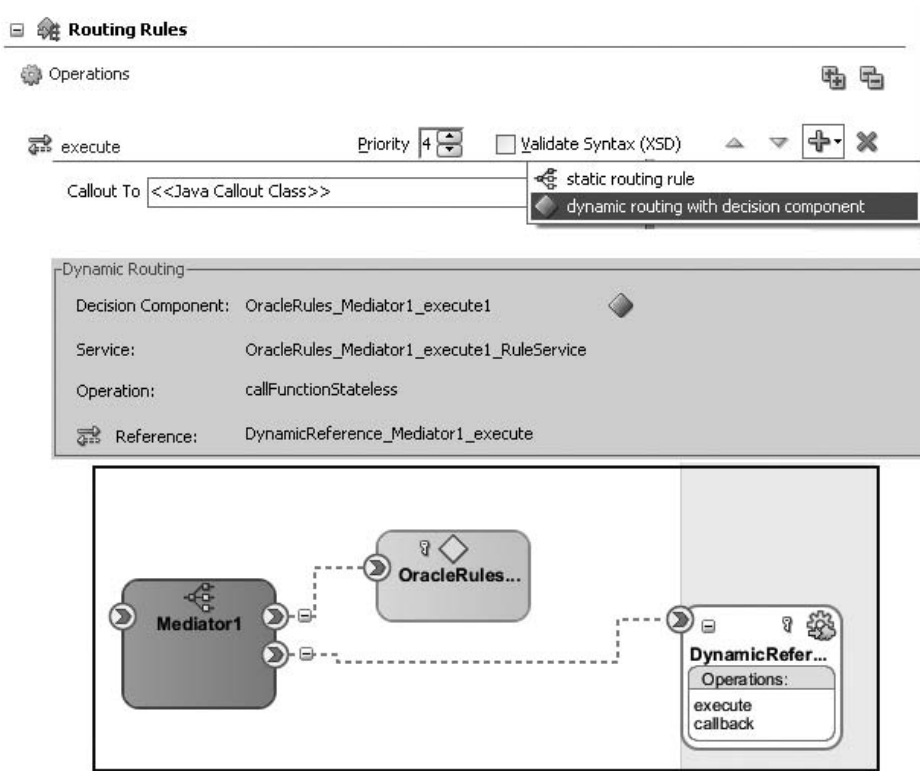 Routing Rules
Operations
execute Priority 4 Validate Syntax (XSD)
Callout To <<Java Callout Class>>
static routing rule
dynamic routing with decision component
Dynamic Routing
Decision Component: OracleRules_Mediator1_execute1
Service: OracleRules_Mediator1_execute1_RuleService
Operation: callFunctionStateless
Reference: DynamicReference_Mediator1_execute
OracleRules...
Mediator1
DynamicRefer...
Operations:
execute
callback